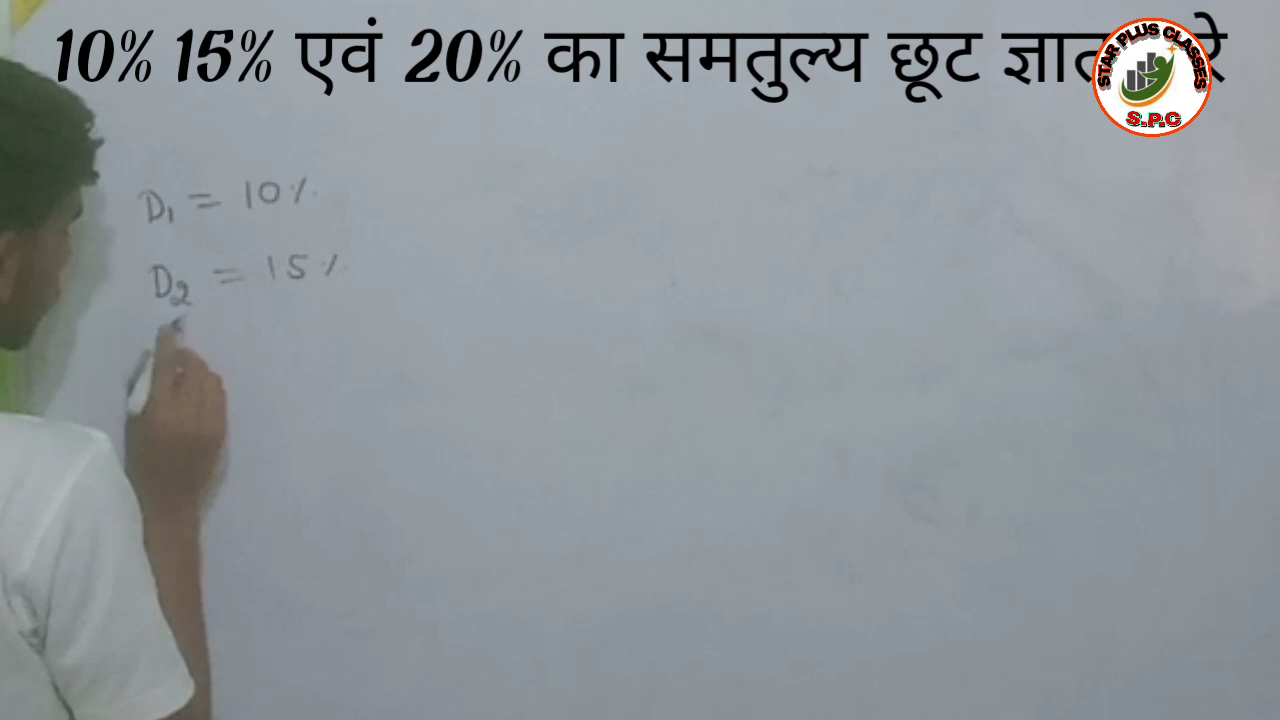 10% 15% एवं 20% का समतुल्य छूट ज्ञात रे
STAR PLUS CLASSES
S.P.C
D₁ = 10%
D₂ = 15%